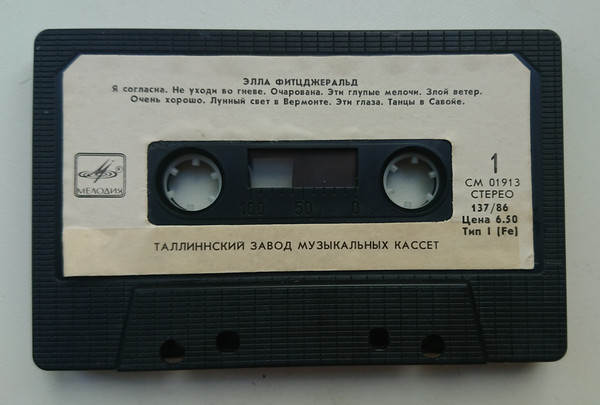 ЭЛЛА ФИТЦДЖЕРАЛЬД
Я согласна. Не уходи во гневе. Очарована. Эти глупые мелочи. Злой ветер.
Очень хорошо. Лунный свет в Вермонте. Эти глаза. Танцы в Савойе.
МЕЛОДИЯ
100 50 0
1
СМ 01913
СТЕРЕО
137/86
Цена 6.50
Тип I [Fe]
ТАЛЛИННСКИЙ ЗАВОД МУЗЫКАЛЬНЫХ КАССЕТ